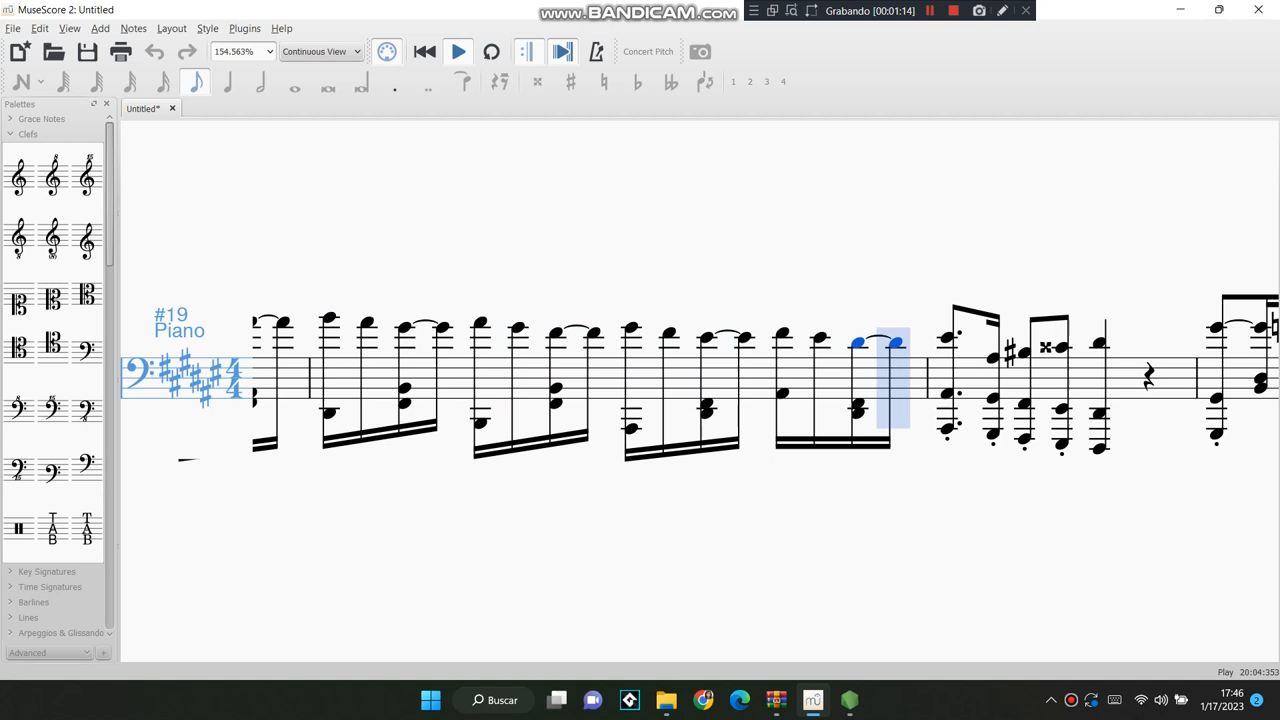 MuseScore 2: Untitled
www.BANDICAM.com
Grabando [00:01:14]
File Edit View Add Notes Layout Style Plugins Help
154.563% Continuous View Concert Pitch
1 2 3 4
Palettes
Untitled*
Grace Notes
Clefs
#19
Piano
Key Signatures
Time Signatures
Barlines
Lines
Arpeggios & Glissando
Advanced
Play 20:04:353
Buscar
17:46
1/17/2023
2